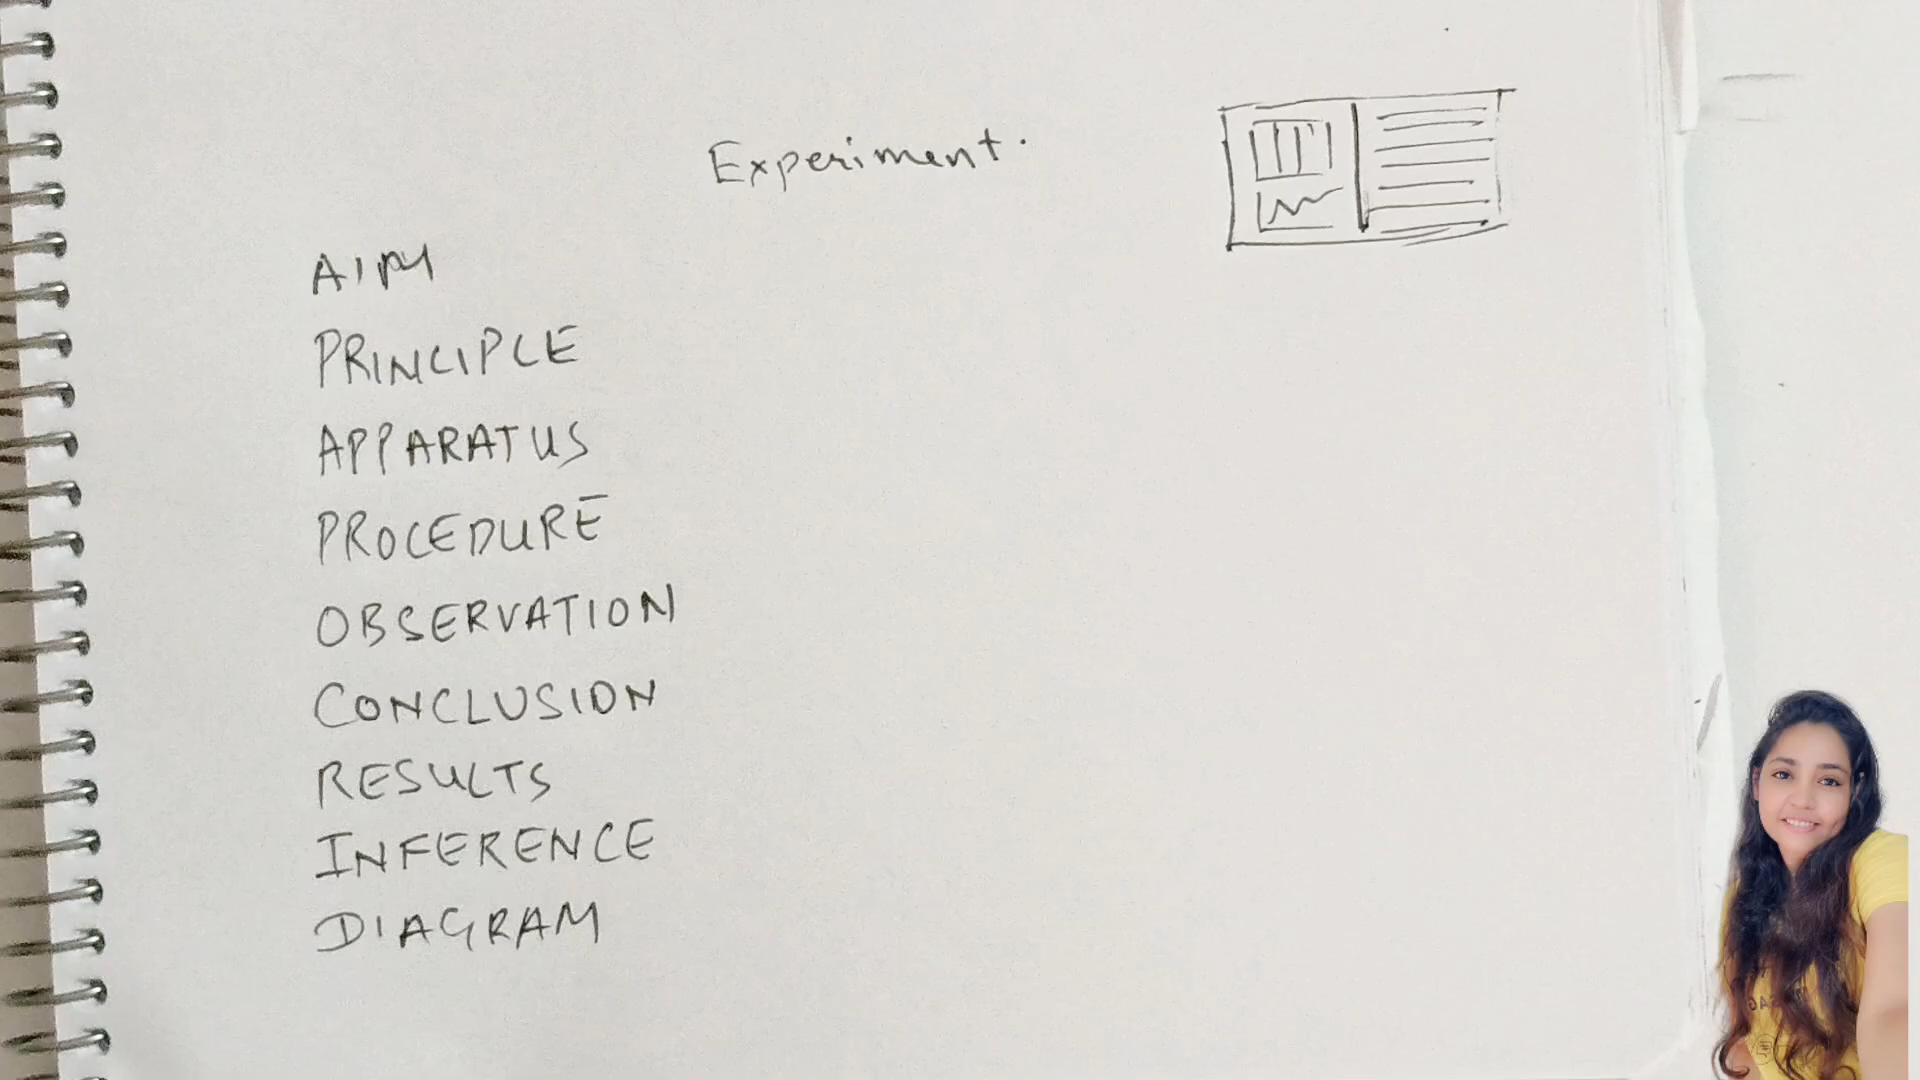 Experiment.
AIM
PRINCIPLE
APPARATUS
PROCEDURE
OBSERVATION
CONCLUSION
RESULTS
INFERENCE
DIAGRAM